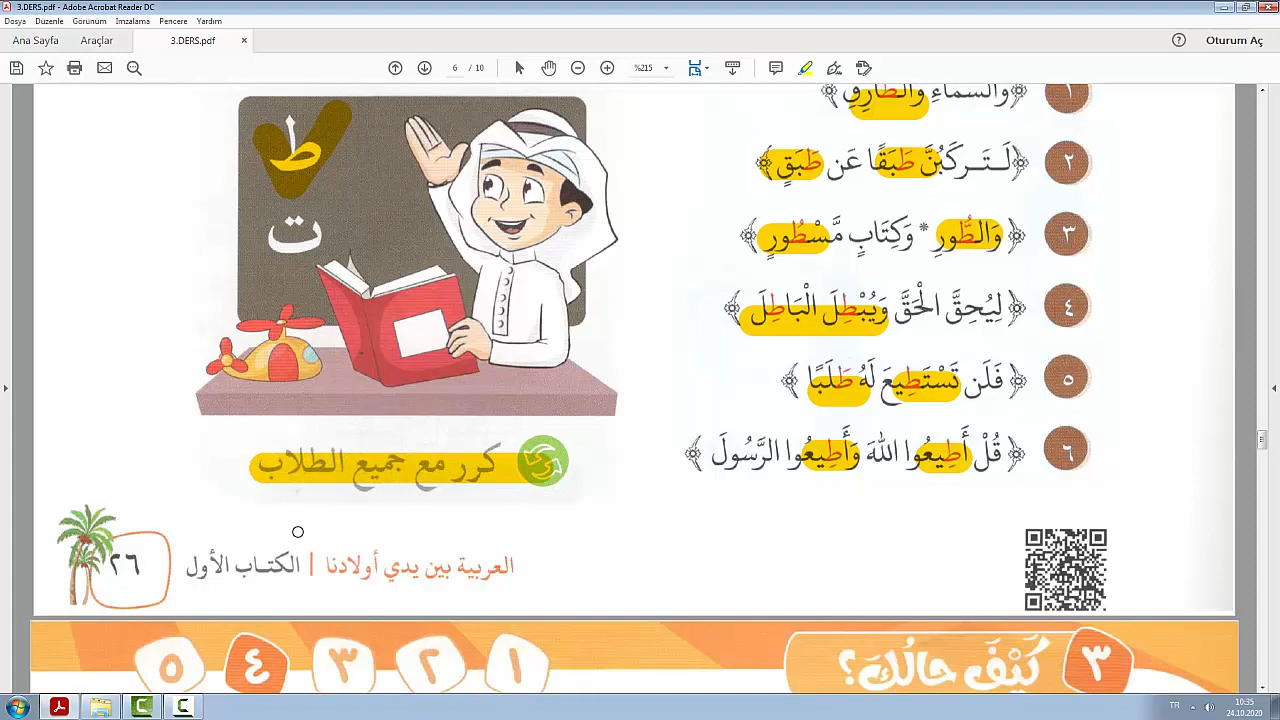 3.DERS.pdf - Adobe Acrobat Reader DC
Dosya Düzenle Görünüm İmzalama Pencere Yardım
Ana Sayfa Araçlar 3.DERS.pdf × Oturum Aç
6 / 10 %215
١ ﴿وَالسَّمَاءِ وَالطَّارِقِ﴾
٢ ﴿لَتَرْكَبُنَّ طَبَقًا عَن طَبَقٍ﴾
٣ ﴿وَالطُّورِ * وَكِتَابٍ مَّسْطُورٍ﴾
٤ ﴿لِيُحِقَّ الْحَقَّ وَيُبْطِلَ الْبَاطِلَ﴾
٥ ﴿فَلَن تَسْتَطِيعَ لَهُ طَلَبًا﴾
٦ ﴿قُلْ أَطِيعُوا اللهَ وَأَطِيعُوا الرَّسُولَ﴾
ط
ت
كرر مع جميع الطلاب
العربية بين يدي أولادنا | الكتاب الأول ٢٦
٣ كَيْفَ حالُكَ؟
١ ٢ ٣ ٤ ٥
TR 10:35
24.10.2020